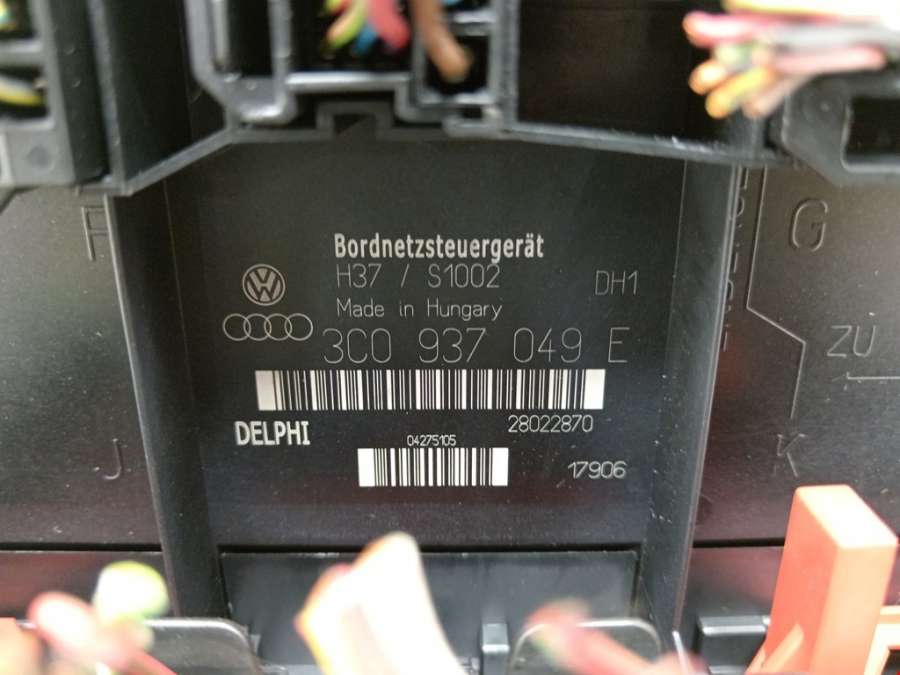 F
G
Bordnetzsteuergerät
H37 / S1002
DH1
Made in Hungary
3C0 937 049 E
ZU
28022870
DELPHI
04275105
17906
J
K